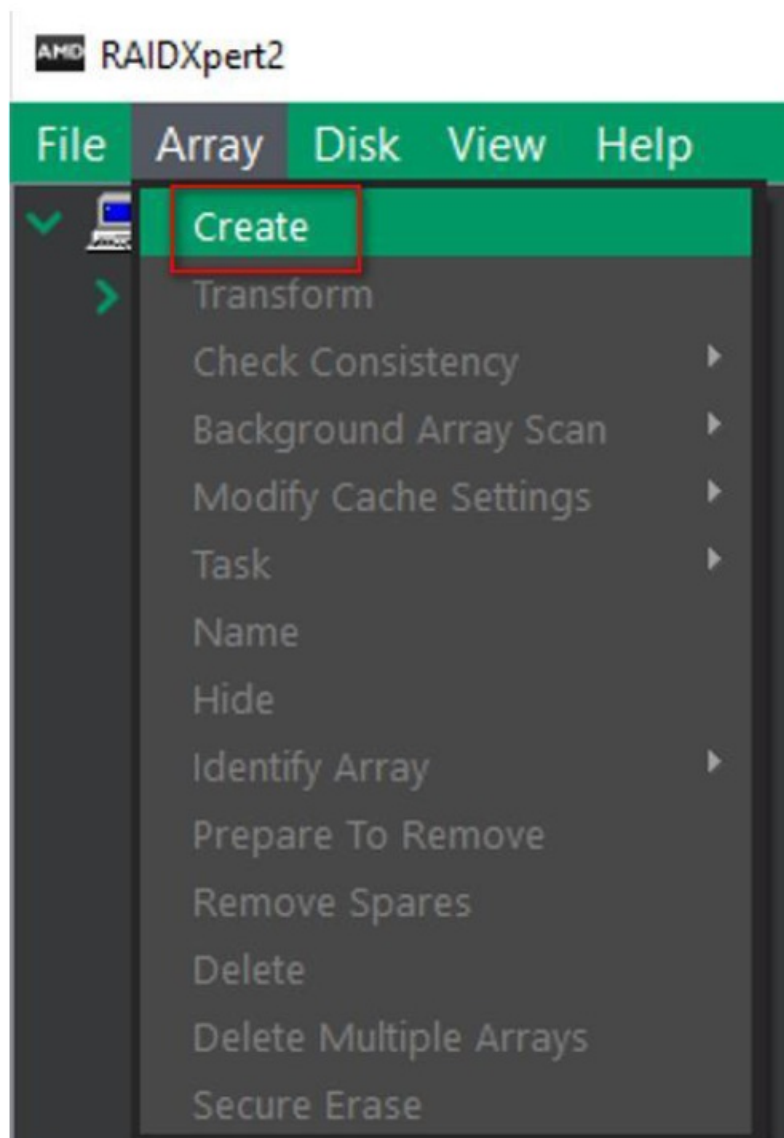 AMD RAIDXpert2
File Array Disk View Help
Create
Transform
Check Consistency
Background Array Scan
Modify Cache Settings
Task
Name
Hide
Identify Array
Prepare To Remove
Remove Spares
Delete
Delete Multiple Arrays
Secure Erase